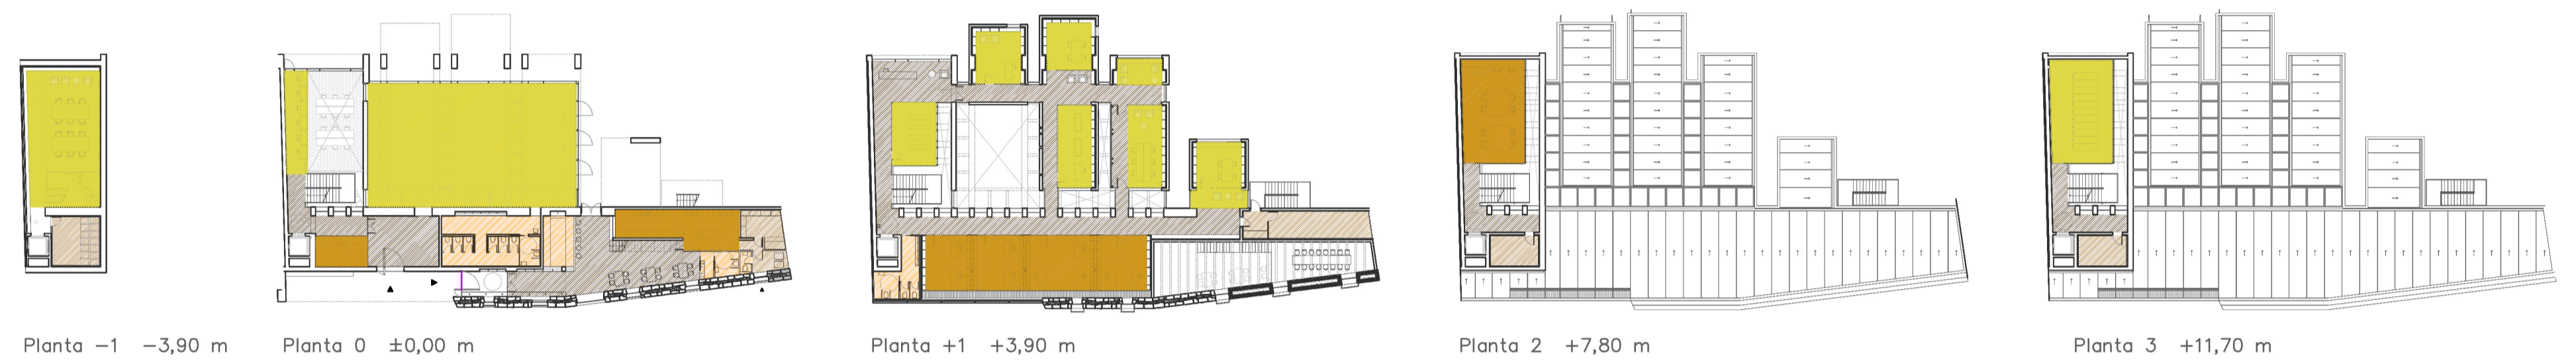 Planta -1 -3,90 m
Planta 0 ±0,00 m
Planta +1 +3,90 m
Planta 2 +7,80 m
Planta 3 +11,70 m